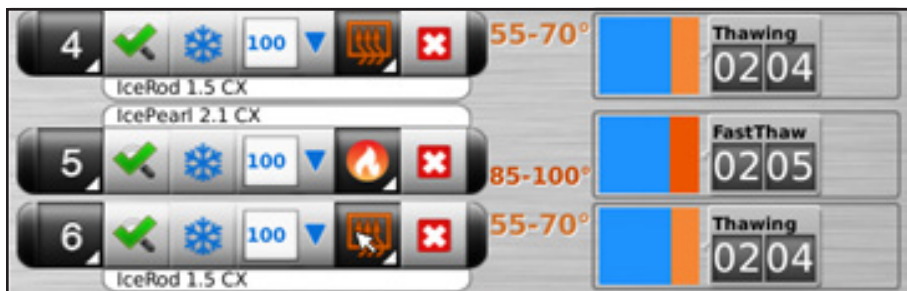 4 100 55-70° Thawing
02 04
IceRod 1.5 CX
IcePearl 2.1 CX
5 100 85-100° FastThaw
02 05
6 100 55-70° Thawing
02 04
IceRod 1.5 CX